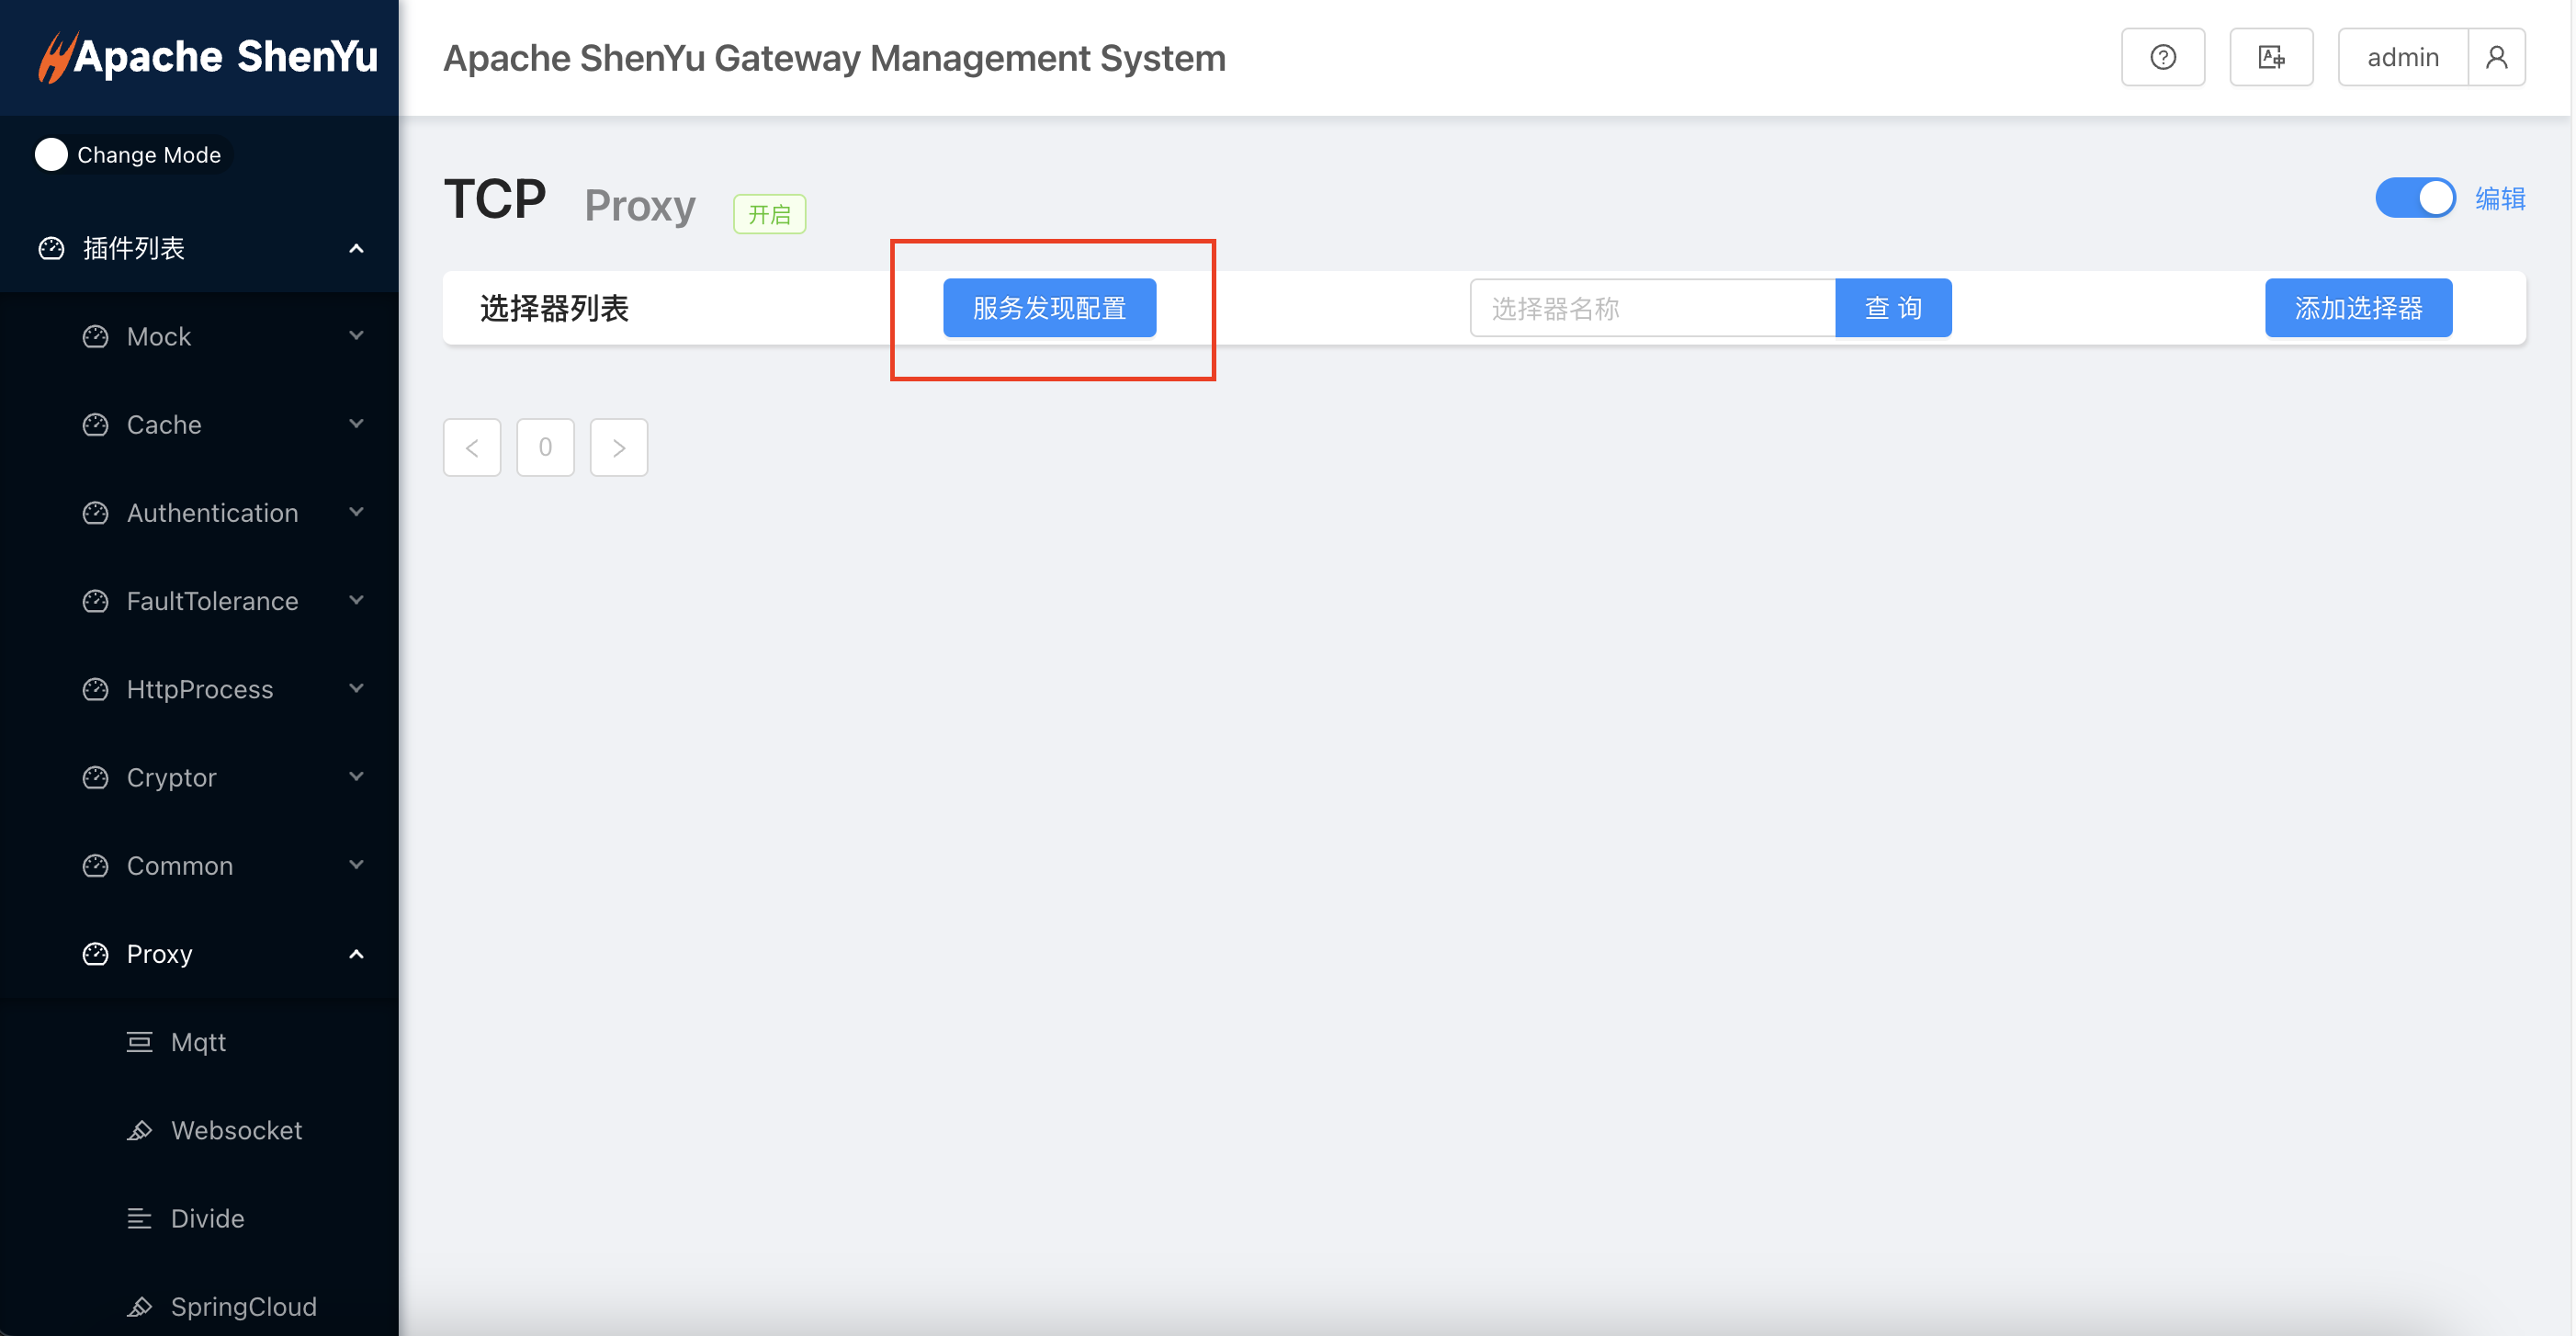 Apache ShenYu
Apache ShenYu Gateway Management System
admin
Change Mode
插件列表
Mock
Cache
Authentication
FaultTolerance
HttpProcess
Cryptor
Common
Proxy
Mqtt
Websocket
Divide
SpringCloud
TCP Proxy 开启
编辑
选择器列表 服务发现配置 选择器名称 查 询 添加选择器
< 0 >